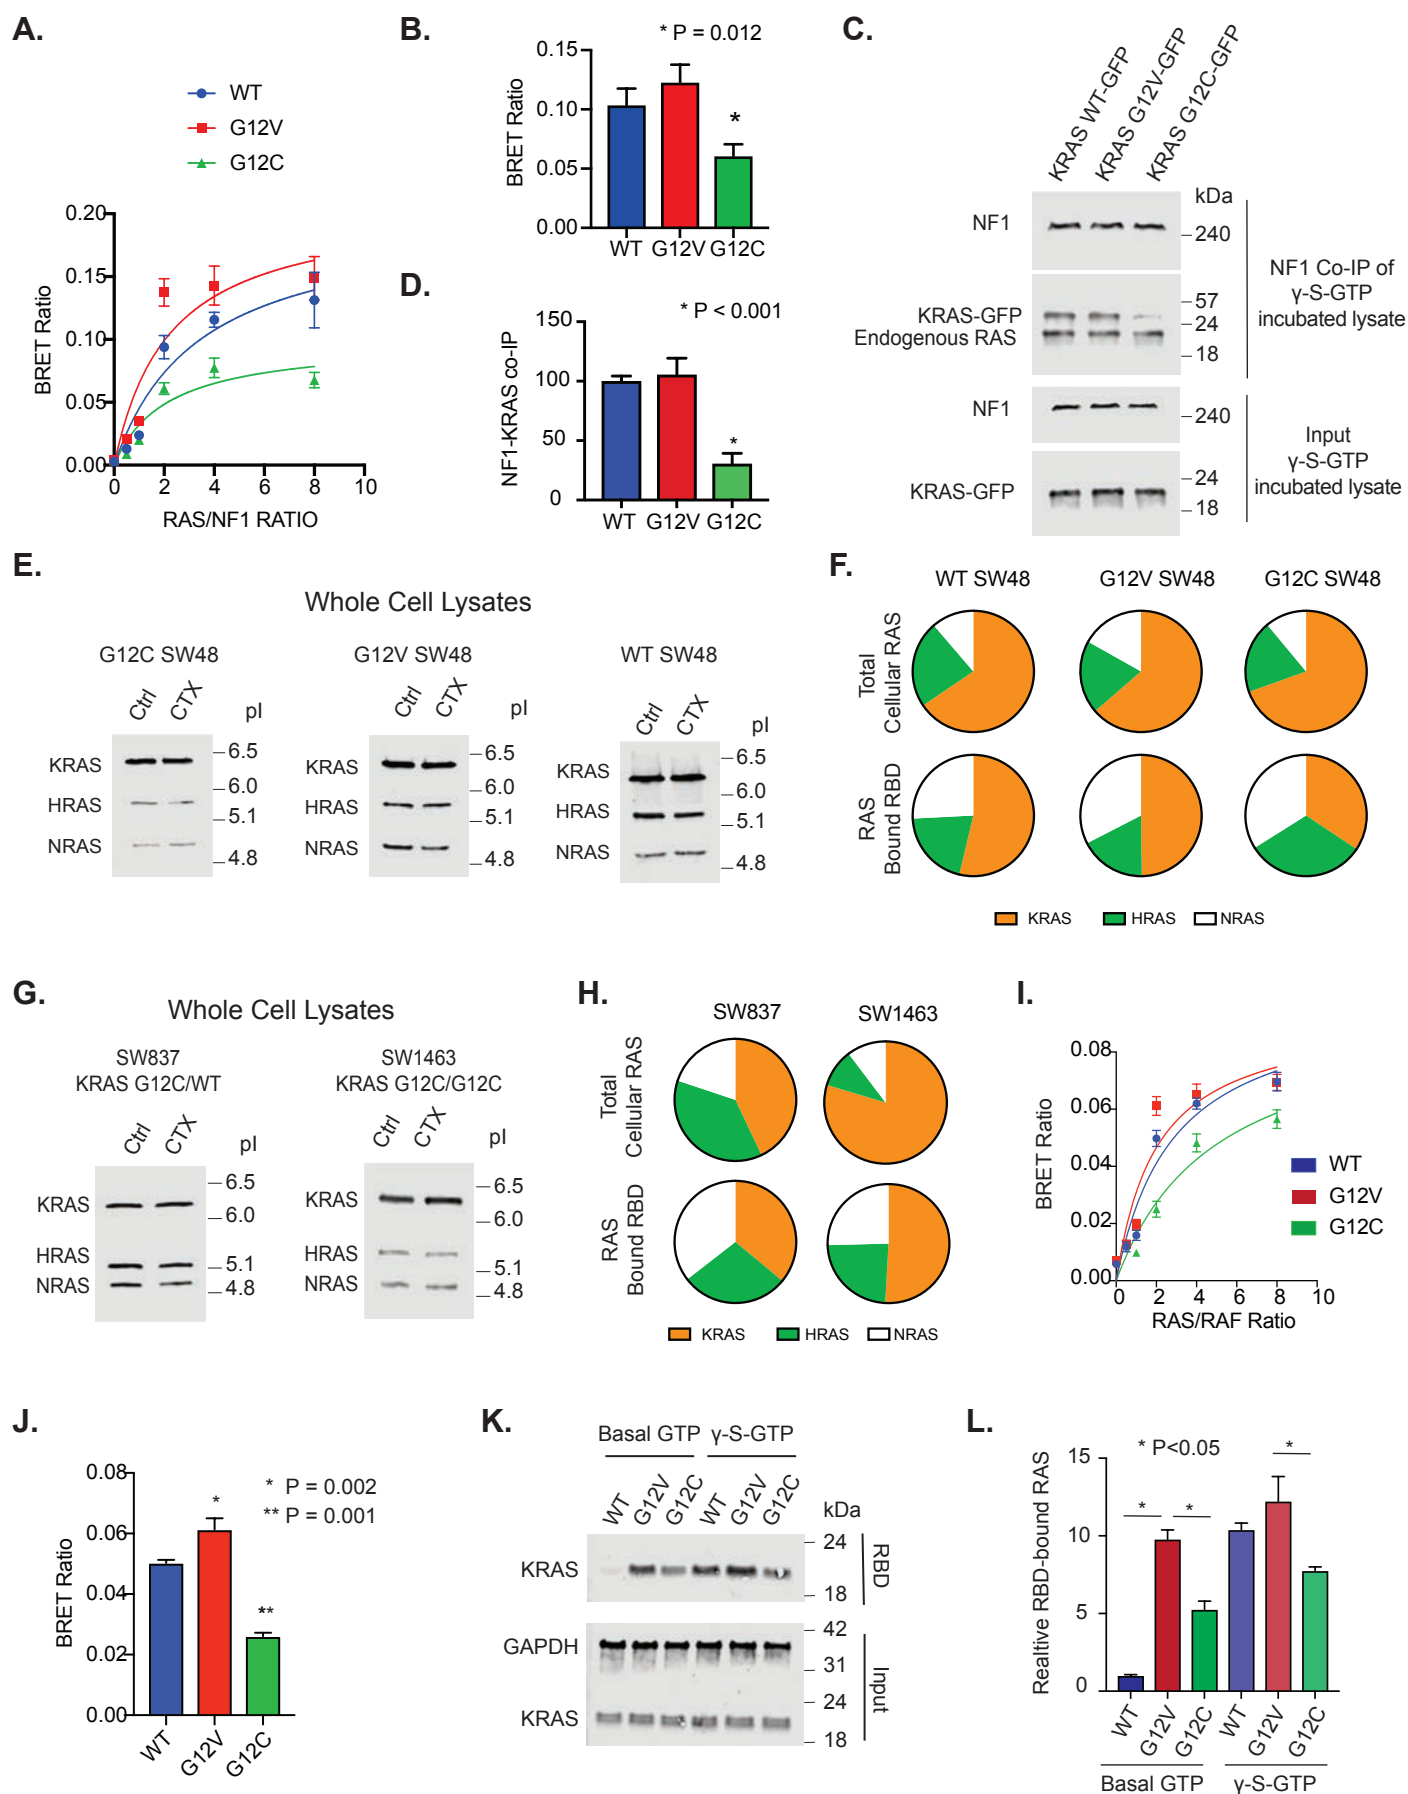 A.
WT
G12V
G12C
0.20
0.15
0.10
0.05
0.00
BRET Ratio
0 2 4 6 8 10
RAS/NF1 RATIO
B.
* P = 0.012
0.15
0.10
0.05
0.00
BRET Ratio
*
WT G12V G12C
C.
KRAS WT-GFP
KRAS G12V-GFP
KRAS G12C-GFP
kDa
NF1
240
KRAS-GFP
Endogenous RAS
57
24
18
NF1 Co-IP of
γ-S-GTP
incubated lysate
NF1
240
KRAS-GFP
24
18
Input
γ-S-GTP
incubated lysate
D.
* P < 0.001
150
100
50
0
NF1-KRAS co-IP
*
WT G12V G12C
E.
Whole Cell Lysates
G12C SW48
Ctrl CTX pI
KRAS
HRAS
NRAS
6.5
6.0
5.1
4.8
G12V SW48
Ctrl CTX pI
KRAS
HRAS
NRAS
6.5
6.0
5.1
4.8
WT SW48
Ctrl CTX pI
KRAS
HRAS
NRAS
6.5
6.0
5.1
4.8
F.
WT SW48 G12V SW48 G12C SW48
Total
Cellular RAS
RAS
Bound RBD
KRAS HRAS NRAS
G.
Whole Cell Lysates
SW837
KRAS G12C/WT
Ctrl CTX pI
KRAS
HRAS
NRAS
6.5
6.0
5.1
4.8
SW1463
KRAS G12C/G12C
Ctrl CTX pI
KRAS
HRAS
NRAS
6.5
6.0
5.1
4.8
H.
SW837 SW1463
Total
Cellular RAS
RAS
Bound RBD
KRAS HRAS NRAS
I.
0.08
0.06
0.04
0.02
0.00
BRET Ratio
0 2 4 6 8 10
RAS/RAF Ratio
WT
G12V
G12C
J.
0.08
0.06
0.04
0.02
0.00
BRET Ratio
* P = 0.002
** P = 0.001
*
**
WT G12V G12C
K.
Basal GTP γ-S-GTP
WT G12V G12C WT G12V G12C
kDa
KRAS
24
18
RBD
GAPDH
KRAS
42
31
24
18
Input
L.
* P<0.05
15
10
5
0
Realtive RBD-bound RAS
* * *
WT G12V G12C WT G12V G12C
Basal GTP γ-S-GTP